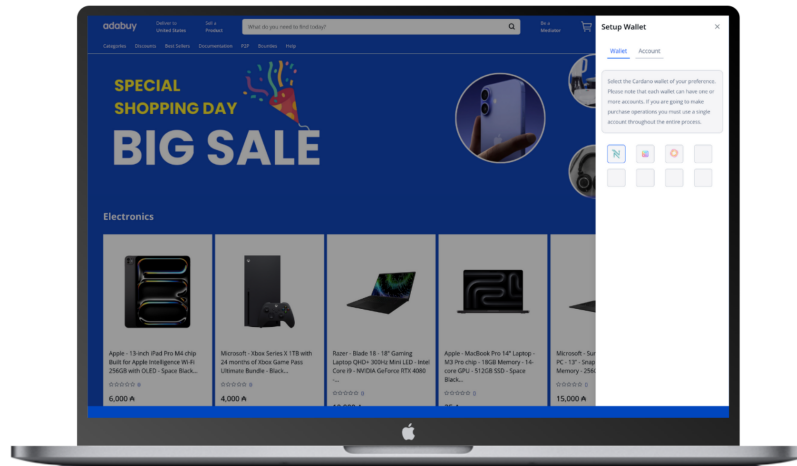 adabuy
Deliver to
United States
Sell a
Product
What do you need to find today?
Be a
Mediator
Categories Discounts Best Sellers Documentation P2P Bounties Help
SPECIAL
SHOPPING DAY
BIG SALE
Electronics
Apple - 13-inch iPad Pro M4 chip
Built for Apple Intelligence Wi-Fi
256GB with OLED - Space Black...
0
6,000 ₳
Microsoft - Xbox Series X 1TB with
24 months of Xbox Game Pass
Ultimate Bundle - Black...
0
4,000 ₳
Razer - Blade 18 - 18" Gaming
Laptop QHD+ 300Hz Mini LED - Intel
Core i9 - NVIDIA GeForce RTX 4080
-...
0
Apple - MacBook Pro 14" Laptop -
M3 Pro chip - 18GB Memory - 14-
core GPU - 512GB SSD - Space
Black...
0
Microsoft - Sur
PC - 13" - Snap
Memory - 256
0
15,000 ₳
Setup Wallet
Wallet Account
Select the Cardano wallet of your preference.
Please note that each wallet can have one or
more accounts. If you are going to make
purchase operations you must use a single
account throughout the entire process.